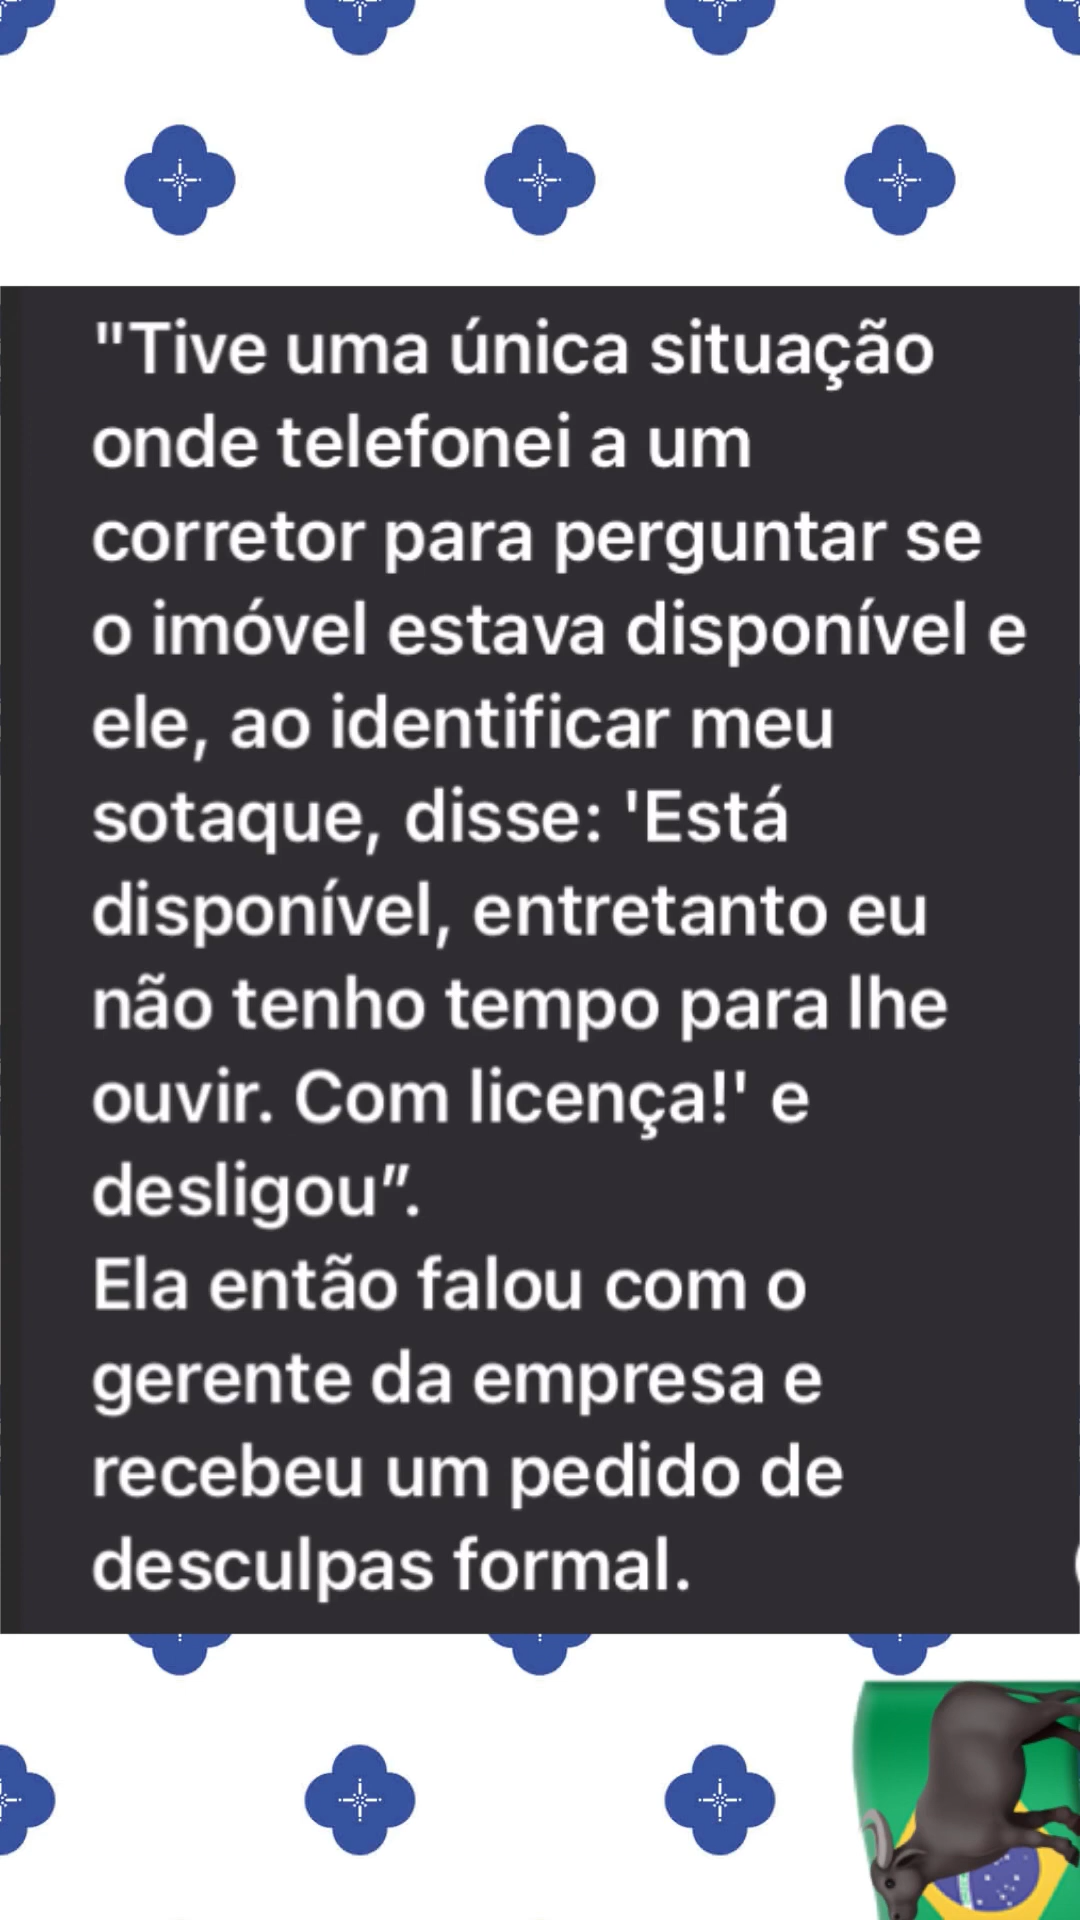 "Tive uma única situação
onde telefonei a um
corretor para perguntar se
o imóvel estava disponível e
ele, ao identificar meu
sotaque, disse: 'Está
disponível, entretanto eu
não tenho tempo para lhe
ouvir. Com licença!' e
desligou”.
Ela então falou com o
gerente da empresa e
recebeu um pedido de
desculpas formal.